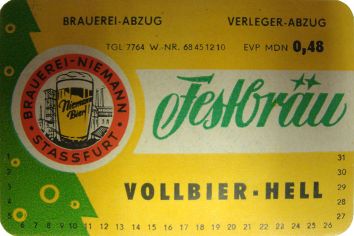 BRAUEREI-ABZUG VERLEGER-ABZUG
TGL 7764 W.-NR. 68451210 EVP MDN 0,48
BRAUEREI-NIEMANN
Niemann
Bier!
STASSFURT
Festbräu
VOLLBIER-HELL
1
2
3
4
5
31
30
29
28
27
6 7 8 9 10 11 12 13 14 15 16 17 18 19 20 21 22 23 24 25 26